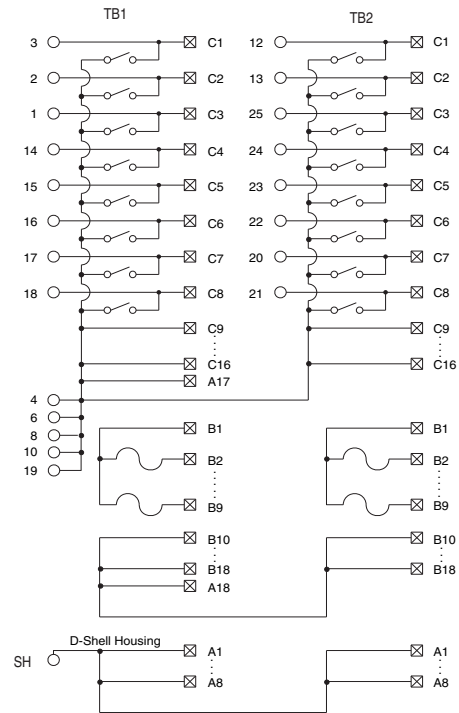 TB1 TB2
3 C1 12 C1
2 C2 13 C2
1 C3 25 C3
14 C4 24 C4
15 C5 23 C5
16 C6 22 C6
17 C7 20 C7
18 C8 21 C8
C9 C9
C16 C16
A17
4
6
8
10
19
B1 B1
B2 B2
B9 B9
B10 B10
B18 B18
A18
D-Shell Housing
SH A1 A1
A8 A8